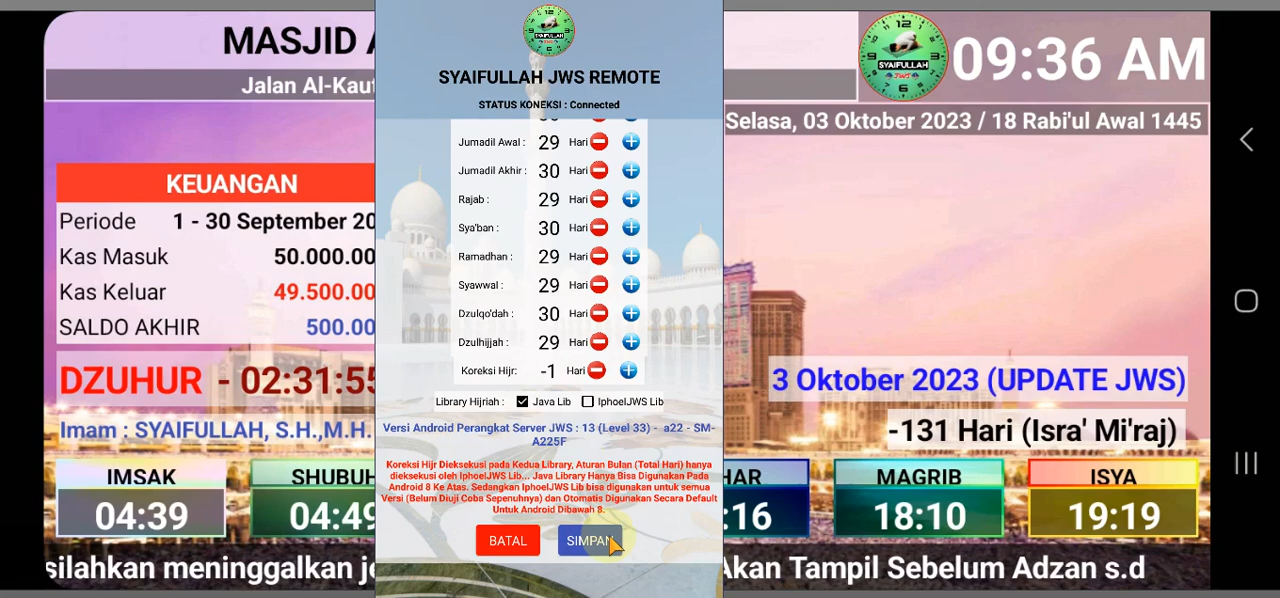 MASJID
Jalan Al-Kaut
KEUANGAN
Periode 1 - 30 September 20
Kas Masuk 50.000.00
Kas Keluar 49.500.00
SALDO AKHIR 500.00
DZUHUR - 02:31:55
Imam : SYAIFULLAH, S.H.,M.H.
IMSAK
04:39
SHUBUH
04:49
silahkan meninggalkan je
12
SYAIFULLAH
JWS
SYAIFULLAH JWS REMOTE
STATUS KONEKSI : Connected
Jumadil Awal : 29 Hari
Jumadil Akhir : 30 Hari
Rajab : 29 Hari
Sya'ban : 30 Hari
Ramadhan : 29 Hari
Syawwal : 29 Hari
Dzulqo'dah : 30 Hari
Dzulhijjah : 29 Hari
Koreksi Hijr: -1 Hari
Library Hijriah : Java Lib IphoelJWS Lib
Versi Android Perangkat Server JWS : 13 (Level 33) - a22 - SM-
A225F
Koreksi Hijr Dieksekusi pada Kedua Library, Aturan Bulan (Total Hari) hanya
dieksekusi oleh IphoelJWS Lib... Java Library Hanya Bisa Digunakan Pada
Android 8 Ke Atas. Sedangkan IphoelJWS Lib bisa digunakan untuk semua
Versi (Belum Diuji Coba Sepenuhnya) dan Otomatis Digunakan Secara Default
Untuk Android Dibawah 8.
BATAL SIMPAN
12
SYAIFULLAH
JWS
09:36 AM
Selasa, 03 Oktober 2023 / 18 Rabi'ul Awal 1445
3 Oktober 2023 (UPDATE JWS)
-131 Hari (Isra' Mi'raj)
HAR
:16
MAGRIB
18:10
ISYA
19:19
Akan Tampil Sebelum Adzan s.d